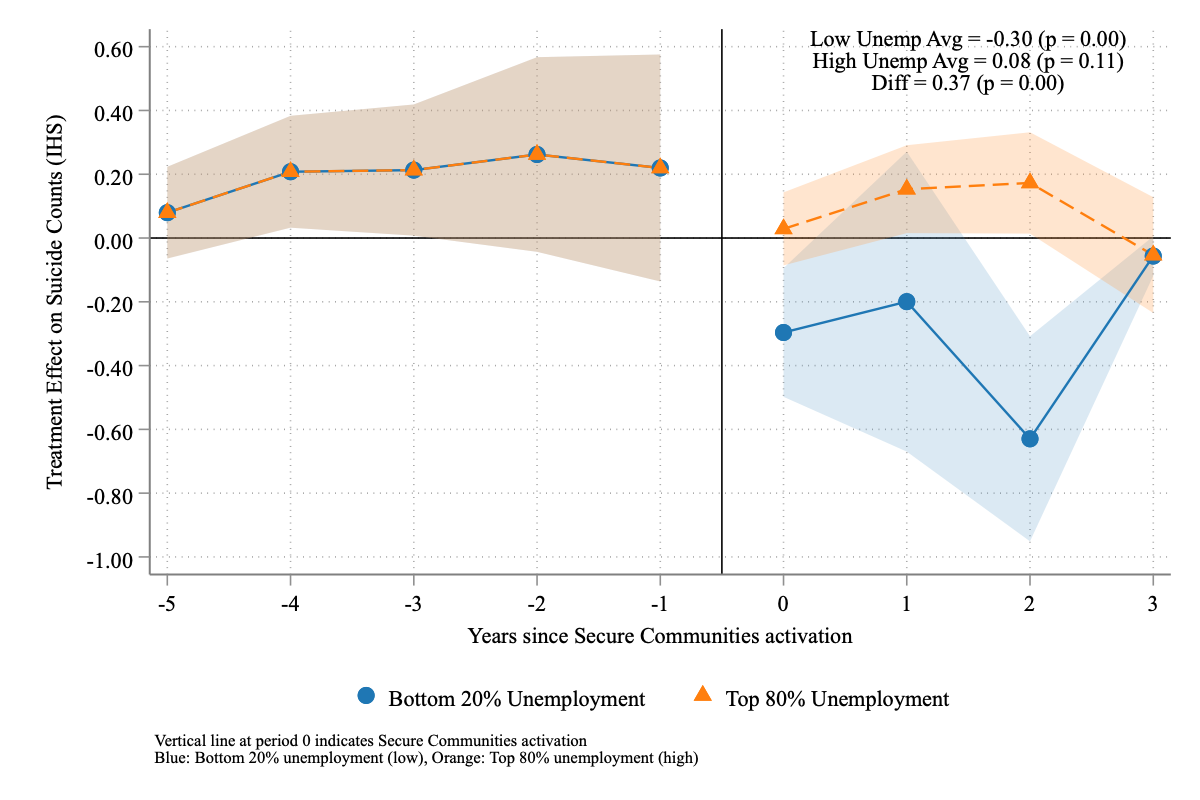 Low Unemp Avg = -0.30 (p = 0.00)
High Unemp Avg = 0.08 (p = 0.11)
Diff = 0.37 (p = 0.00)
Treatment Effect on Suicide Counts (IHS)
0.60
0.40
0.20
0.00
-0.20
-0.40
-0.60
-0.80
-1.00
-5 -4 -3 -2 -1 0 1 2 3
Years since Secure Communities activation
Bottom 20% Unemployment Top 80% Unemployment
Vertical line at period 0 indicates Secure Communities activation
Blue: Bottom 20% unemployment (low), Orange: Top 80% unemployment (high)